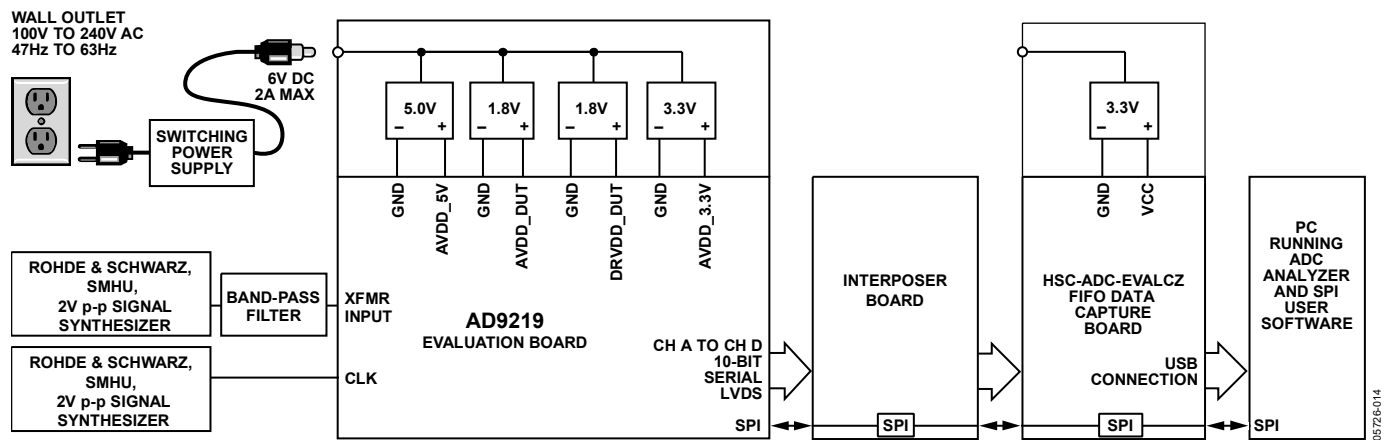 WALL OUTLET
100V TO 240V AC
47Hz TO 63Hz
6V DC
2A MAX
SWITCHING
POWER
SUPPLY
5.0V
– +
1.8V
– +
1.8V
– +
3.3V
– +
3.3V
– +
GND
AVDD_5V
GND
AVDD_DUT
GND
DRVDD_DUT
GND
AVDD_3.3V
GND
VCC
ROHDE & SCHWARZ,
SMHU,
2V p-p SIGNAL
SYNTHESIZER
BAND-PASS
FILTER
XFMR
INPUT
AD9219
EVALUATION BOARD
ROHDE & SCHWARZ,
SMHU,
2V p-p SIGNAL
SYNTHESIZER
CLK
CH A TO CH D
10-BIT
SERIAL
LVDS
SPI
INTERPOSER
BOARD
SPI
HSC-ADC-EVALCZ
FIFO DATA
CAPTURE
BOARD
USB
CONNECTION
SPI
PC
RUNNING
ADC
ANALYZER
AND SPI
USER
SOFTWARE
SPI
05726-014